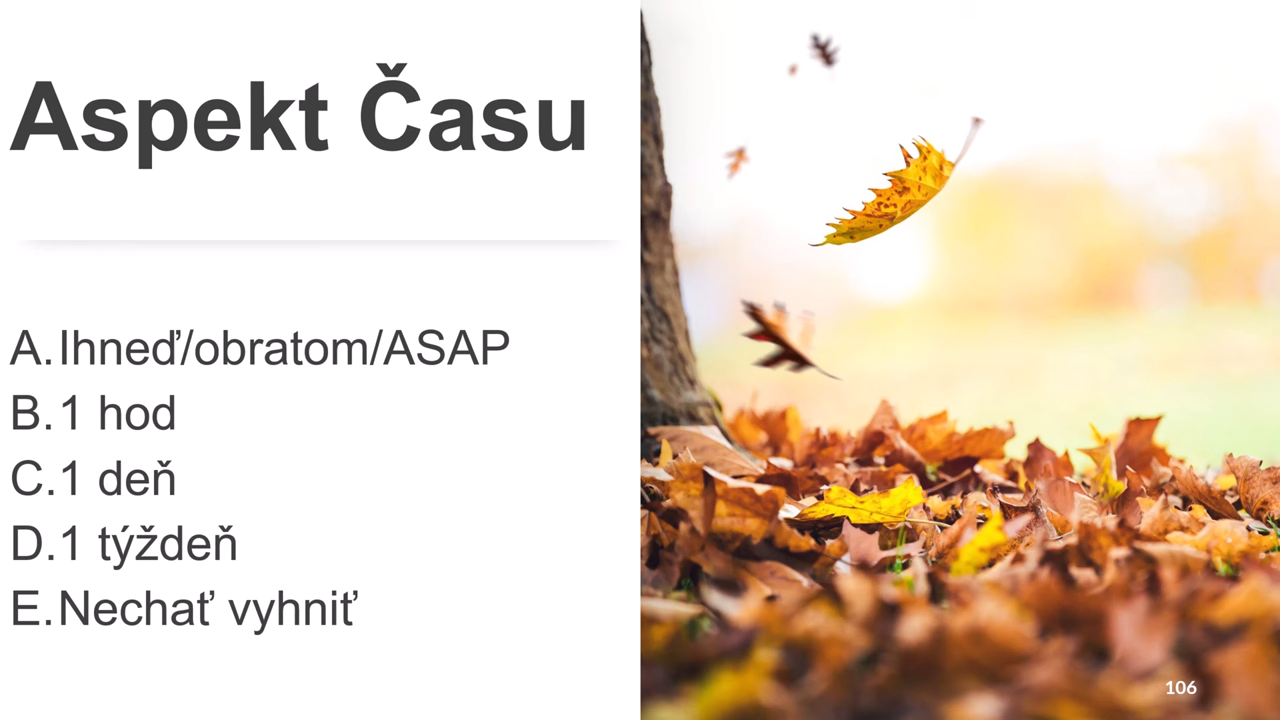 Aspekt Času
A. Ihneď/obratom/ASAP
B. 1 hod
C. 1 deň
D. 1 týždeň
E. Nechať vyhniť
106